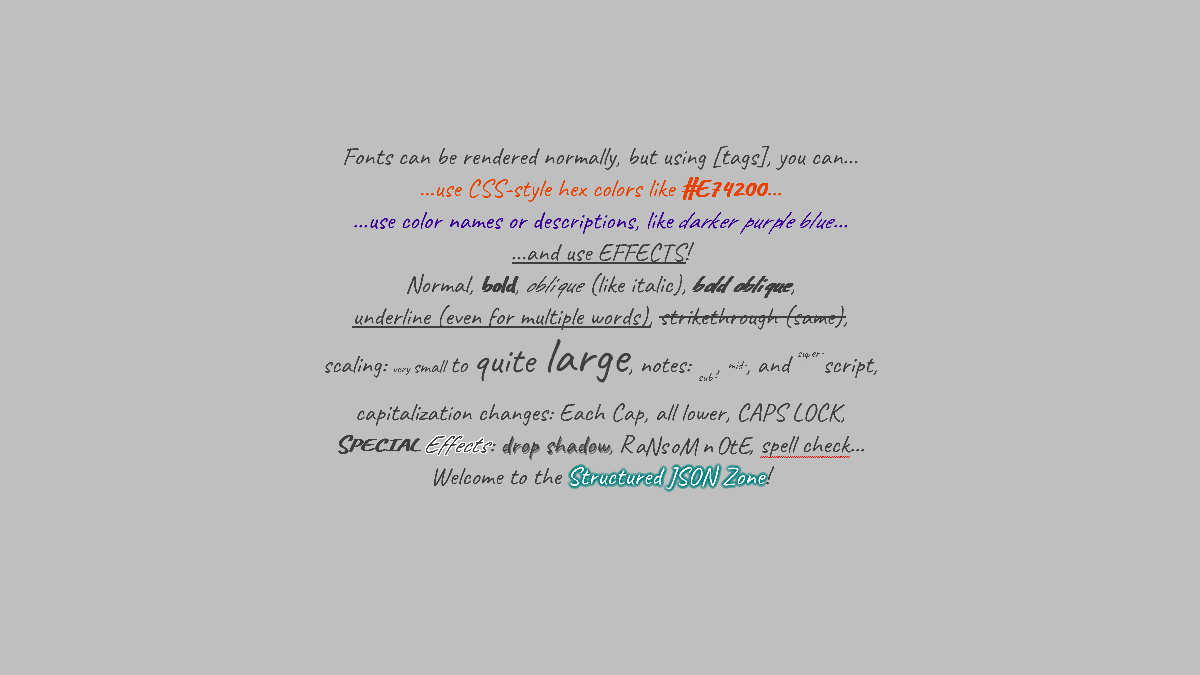 Fonts can be rendered normally, but using [tags], you can...
...use CSS-style hex colors like #E74200...
...use color names or descriptions, like darker purple blue...
...and use EFFECTS!
Normal, bold, oblique (like italic), bold oblique,
underline (even for multiple words), strikethrough (same),
scaling: very small to quite large, notes: sub-, mid-, and super-script,
capitalization changes: Each Cap, all lower, CAPS LOCK,
SPECIAL Effects: drop shadow, RaNsoM nOtE, spell check...
Welcome to the Structured JSON Zone!